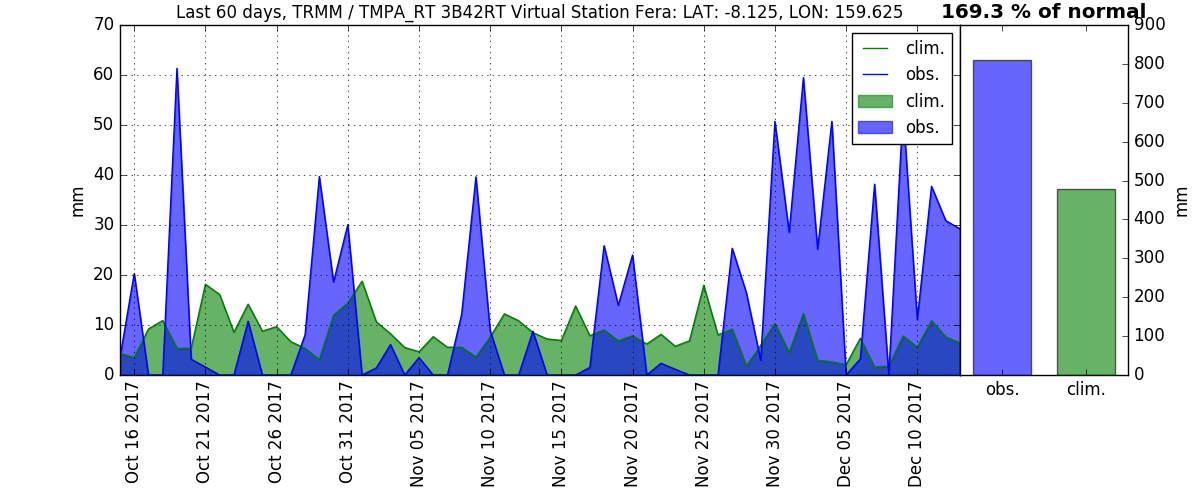 Last 60 days, TRMM / TMPA_RT 3B42RT Virtual Station Fera: LAT: -8.125, LON: 159.625
169.3 % of normal
70
60
50
40
30
20
10
0
mm
clim.
obs.
clim.
obs.
900
800
700
600
500
400
300
200
100
0
mm
obs.
clim.
Oct 16 2017
Oct 21 2017
Oct 26 2017
Oct 31 2017
Nov 05 2017
Nov 10 2017
Nov 15 2017
Nov 20 2017
Nov 25 2017
Nov 30 2017
Dec 05 2017
Dec 10 2017